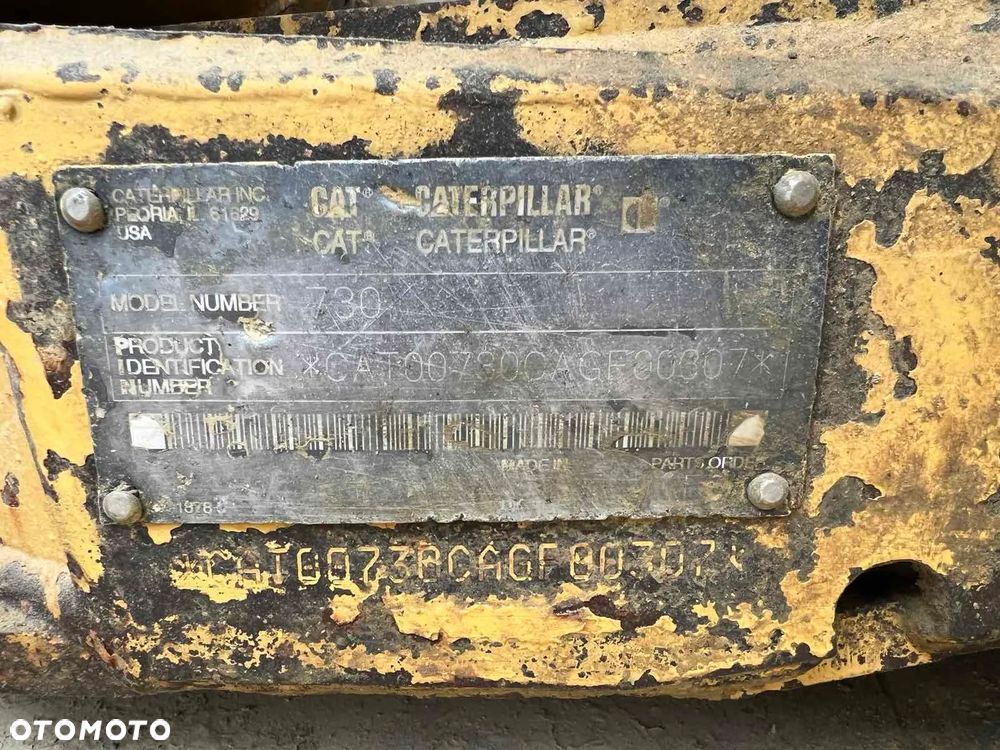 CATERPILLAR INC.
PEORIA, IL 61629
USA
CAT® CATERPILLAR®
CAT® CATERPILLAR®
MODEL NUMBER 730
PRODUCT
IDENTIFICATION
NUMBER
*CAT00730CAGF00307*
MADE IN
PARTS ORDER
*CAT00730CAGF00307*
OTOMOTO